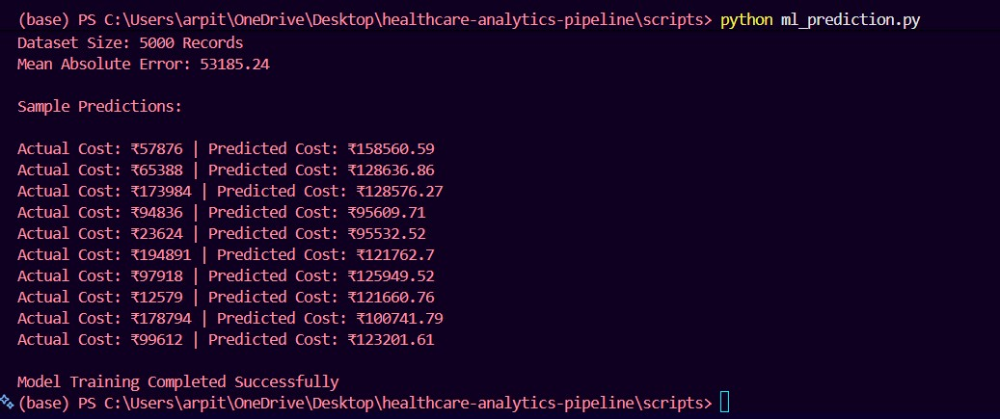 (base) PS C:\Users\arpit\OneDrive\Desktop\healthcare-analytics-pipeline\scripts> python ml_prediction.py
Dataset Size: 5000 Records
Mean Absolute Error: 53185.24
Sample Predictions:
Actual Cost: ₹57876 | Predicted Cost: ₹158560.59
Actual Cost: ₹65388 | Predicted Cost: ₹128636.86
Actual Cost: ₹173984 | Predicted Cost: ₹128576.27
Actual Cost: ₹94836 | Predicted Cost: ₹95609.71
Actual Cost: ₹23624 | Predicted Cost: ₹95532.52
Actual Cost: ₹194891 | Predicted Cost: ₹121762.7
Actual Cost: ₹97918 | Predicted Cost: ₹125949.52
Actual Cost: ₹12579 | Predicted Cost: ₹121660.76
Actual Cost: ₹178794 | Predicted Cost: ₹100741.79
Actual Cost: ₹99612 | Predicted Cost: ₹123201.61
Model Training Completed Successfully
(base) PS C:\Users\arpit\OneDrive\Desktop\healthcare-analytics-pipeline\scripts>